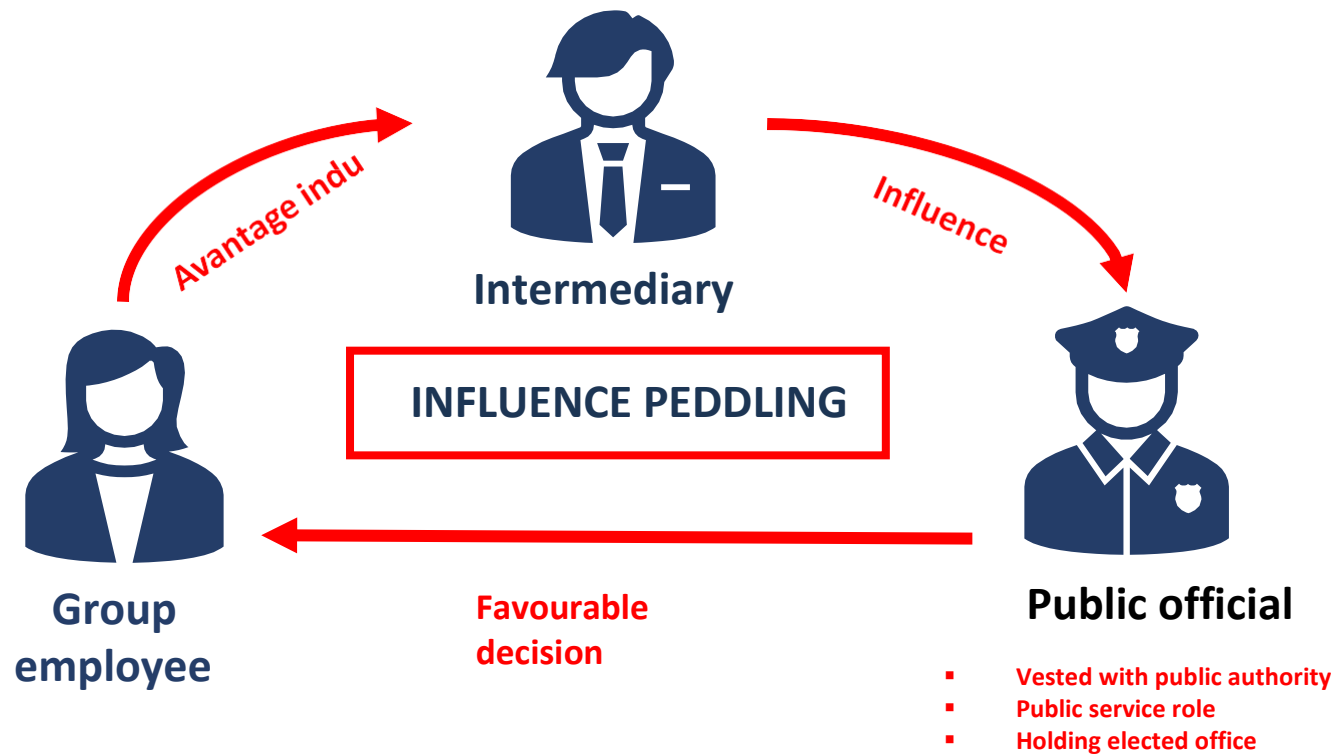 Avantage indu
Influence
Intermediary
INFLUENCE PEDDLING
Group
employee
Favourable
decision
Public official
▪ Vested with public authority
▪ Public service role
▪ Holding elected office